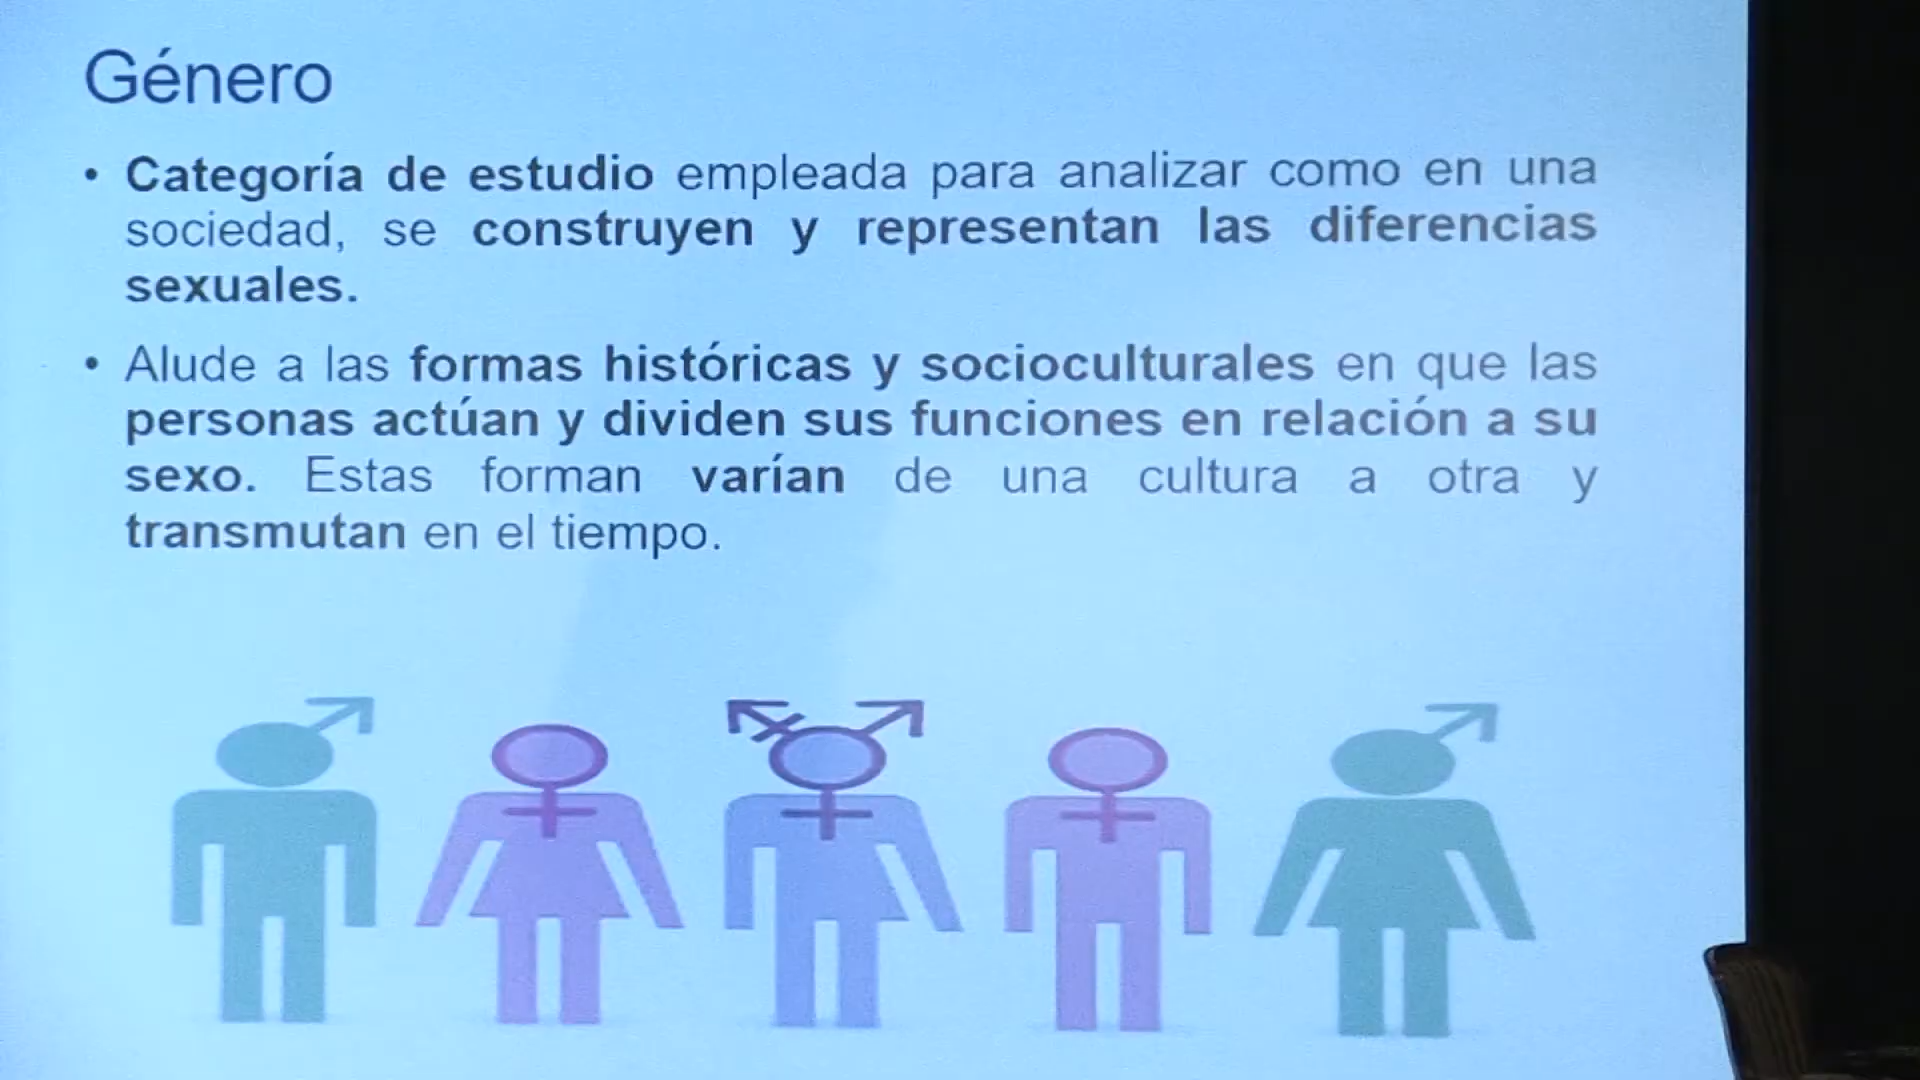 Género
• Categoría de estudio empleada para analizar como en una
sociedad, se construyen y representan las diferencias
sexuales.
• Alude a las formas históricas y socioculturales en que las
personas actúan y dividen sus funciones en relación a su
sexo. Estas forman varían de una cultura a otra y
transmutan en el tiempo.